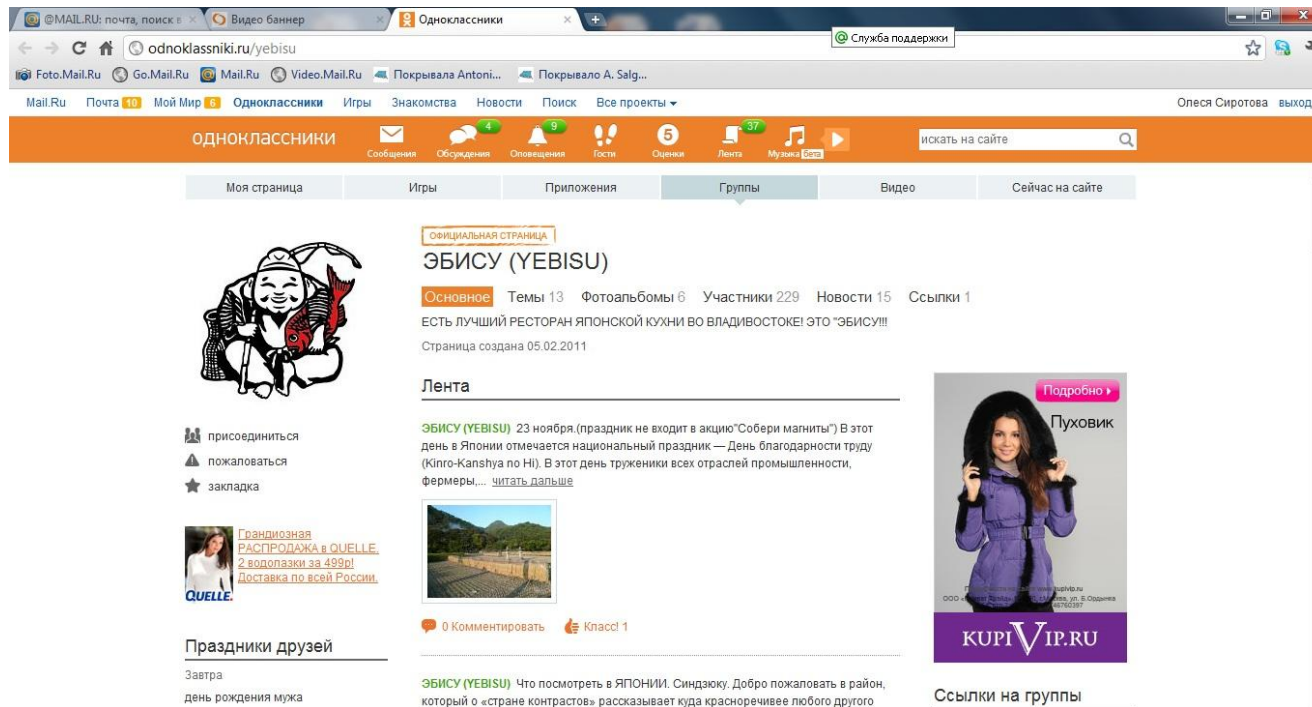 @MAIL.RU: почта, поиск в
Видео баннер
Одноклассники
Служба поддержки
odnoklassniki.ru/yebisu
Foto.Mail.Ru Go.Mail.Ru Mail.Ru Video.Mail.Ru Покрывала Antoni... Покрывало A. Salg...
Mail.Ru Почта 10 Мой Мир 6 Одноклассники Игры Знакомства Новости Поиск Все проекты Олеся Сиротова выход
одноклассники
4 9 5 37
Сообщения Обсуждения Оповещения Гости Оценки Лента Музыка бета
искать на сайте
Моя страница Игры Приложения Группы Видео Сейчас на сайте
ОФИЦИАЛЬНАЯ СТРАНИЦА
ЭБИСУ (YEBISU)
Основное Темы 13 Фотоальбомы 6 Участники 229 Новости 15 Ссылки 1
ЕСТЬ ЛУЧШИЙ РЕСТОРАН ЯПОНСКОЙ КУХНИ ВО ВЛАДИВОСТОКЕ! ЭТО "ЭБИСУ!!!
Страница создана 05.02.2011
Лента
ЭБИСУ (YEBISU) 23 ноября.(праздник не входит в акцию"Собери магниты") В этот
день в Японии отмечается национальный праздник — День благодарности труду
(Kinro-Kanshya no Hi). В этот день труженики всех отраслей промышленности,
фермеры,... читать дальше
0 Комментировать Класс! 1
ЭБИСУ (YEBISU) Что посмотреть в ЯПОНИИ. Синдзюку. Добро пожаловать в район,
который о «стране контрастов» рассказывает куда красноречивее любого другого
присоединиться
пожаловаться
закладка
Грандиозная
РАСПРОДАЖА в QUELLE.
2 водолазки за 499р!
Доставка по всей России.
QUELLE.
Праздники друзей
Завтра
день рождения мужа
Подробно
Пуховик
KUPIVIP.RU
Ссылки на группы